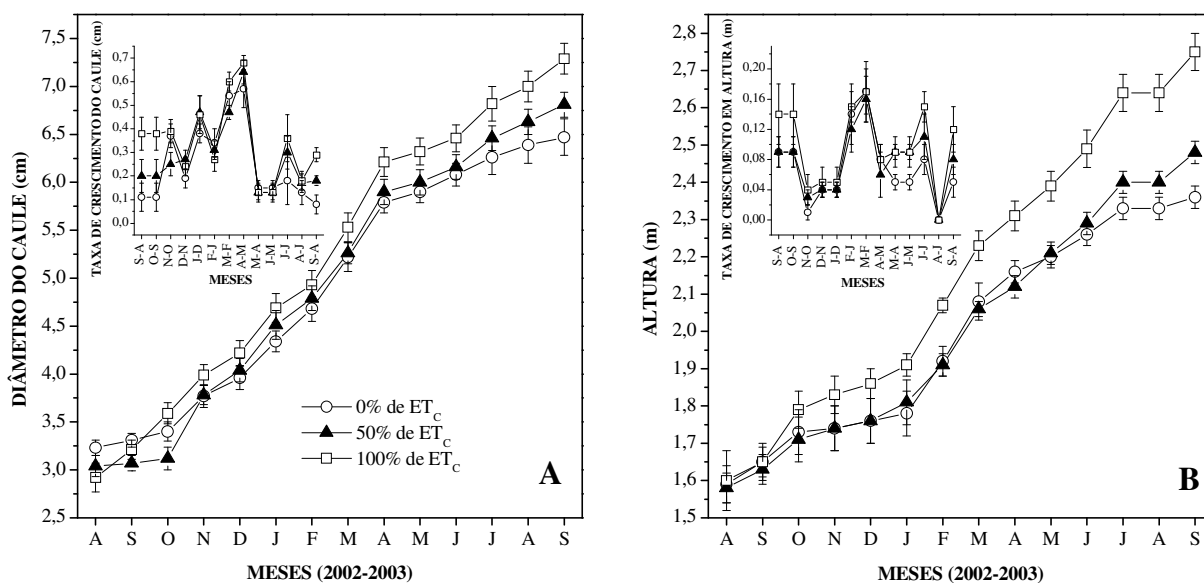 7,5
7,0
6,5
6,0
5,5
5,0
4,5
4,0
3,5
3,0
2,5
DIÂMETRO DO CAULE (cm)
A S O N D J F M A M J J A S
MESES (2002-2003)
0,7
0,6
0,5
0,4
0,3
0,2
0,1
0,0
TAXA DE CRESCIMENTO DO CAULE (cm)
S-A O-S N-O D-N J-D F-J M-F A-M M-A J-M J-J A-J S-A
MESES
0% de ET_C
50% de ET_C
100% de ET_C
A
2,8
2,7
2,6
2,5
2,4
2,3
2,2
2,1
2,0
1,9
1,8
1,7
1,6
1,5
ALTURA (m)
A S O N D J F M A M J J A S
MESES (2002-2003)
0,20
0,16
0,12
0,08
0,04
0,00
TAXA DE CRESCIMENTO EM ALTURA (m)
S-A O-S N-O D-N J-D F-J M-F A-M M-A J-M J-J A-J S-A
MESES
B